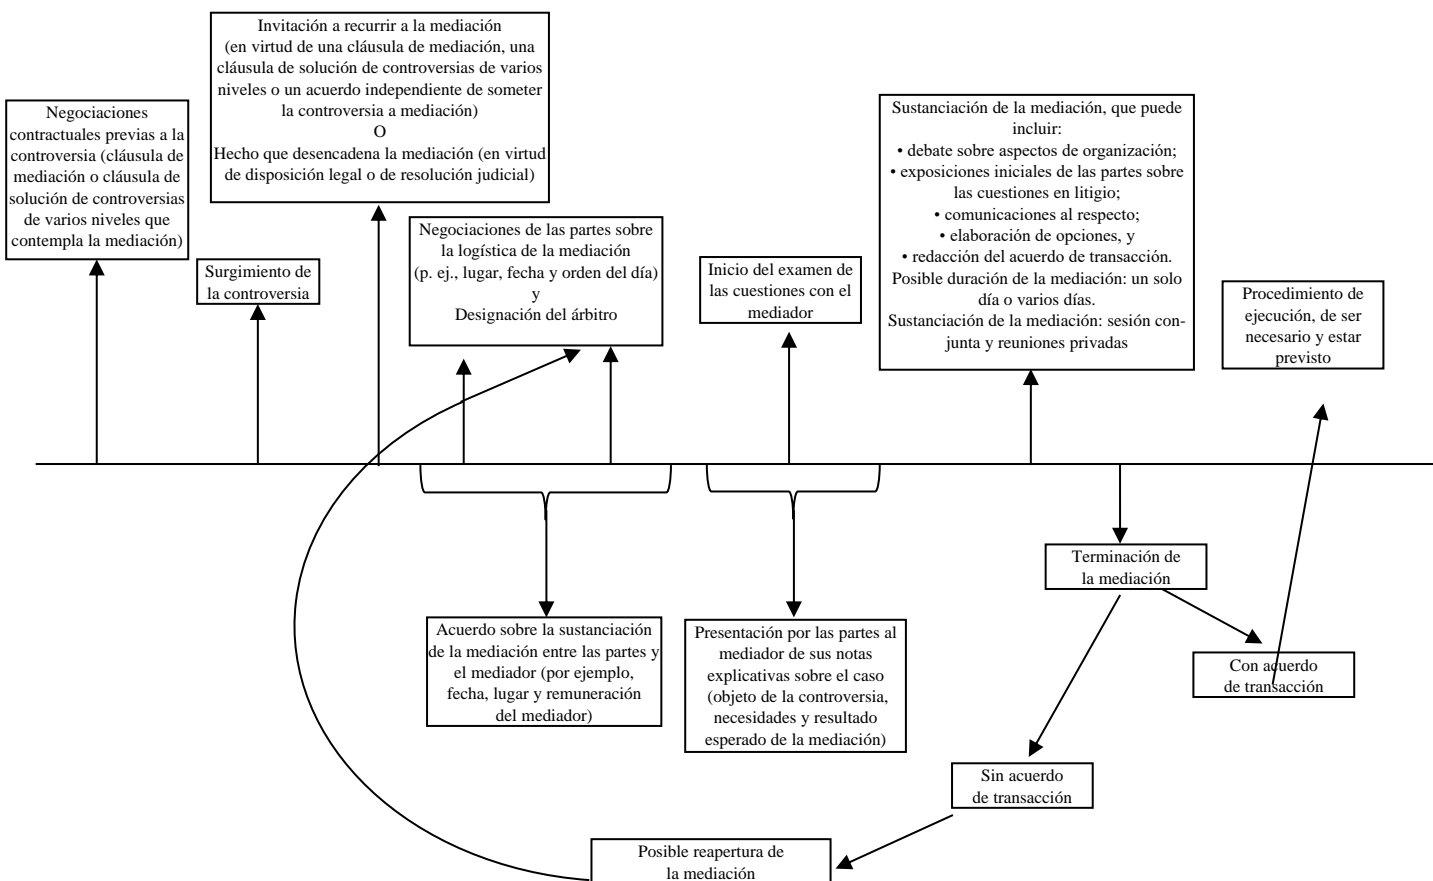 Negociaciones
contractuales previas a la
controversia (cláusula de
mediación o cláusula de
solución de controversias
de varios niveles que
contempla la mediación)
Surgimiento de
la controversia
Invitación a recurrir a la mediación
(en virtud de una cláusula de mediación, una
cláusula de solución de controversias de varios
niveles o un acuerdo independiente de someter
la controversia a mediación)
O
Hecho que desencadena la mediación (en virtud
de disposición legal o de resolución judicial)
Negociaciones de las partes sobre
la logística de la mediación
(p. ej., lugar, fecha y orden del día)
y
Designación del árbitro
Inicio del examen de
las cuestiones con el
mediador
Sustanciación de la mediación, que puede
incluir:
• debate sobre aspectos de organización;
• exposiciones iniciales de las partes sobre
las cuestiones en litigio;
• comunicaciones al respecto;
• elaboración de opciones, y
• redacción del acuerdo de transacción.
Posible duración de la mediación: un solo
día o varios días.
Sustanciación de la mediación: sesión con-
junta y reuniones privadas
Procedimiento de
ejecución, de ser
necesario y estar
previsto
Acuerdo sobre la sustanciación
de la mediación entre las partes y
el mediador (por ejemplo,
fecha, lugar y remuneración
del mediador)
Presentación por las partes al
mediador de sus notas
explicativas sobre el caso
(objeto de la controversia,
necesidades y resultado
esperado de la mediación)
Terminación de
la mediación
Con acuerdo
de transacción
Sin acuerdo
de transacción
Posible reapertura de
la mediación